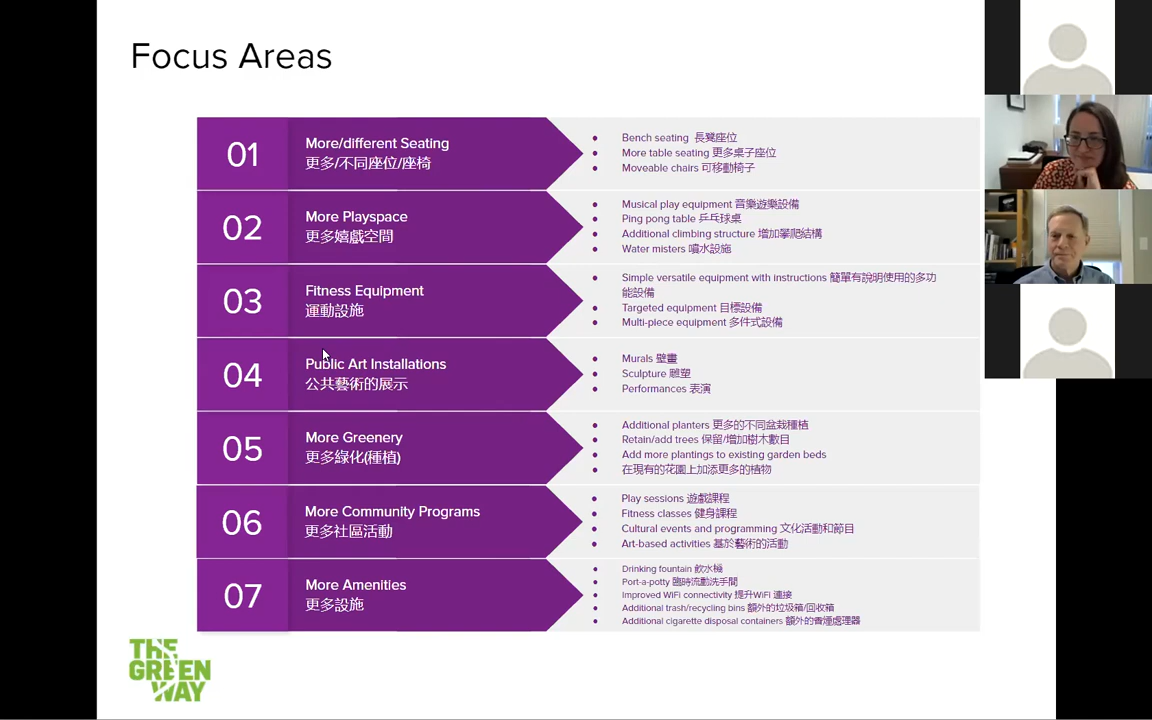 Focus Areas
01
More/different Seating
更多/不同座位/座椅
Bench seating 長凳座位
More table seating 更多桌子座位
Moveable chairs 可移動椅子
02
More Playspace
更多嬉戲空間
Musical play equipment 音樂遊樂設備
Ping pong table 乒乓球桌
Additional climbing structure 增加攀爬結構
Water misters 噴水設施
03
Fitness Equipment
運動設施
Simple versatile equipment with instructions 簡單有說明使用的多功
能設備
Targeted equipment 目標設備
Multi-piece equipment 多件式設備
04
Public Art Installations
公共藝術的展示
Murals 壁畫
Sculpture 雕塑
Performances 表演
05
More Greenery
更多綠化(種植)
Additional planters 更多的不同盆栽種植
Retain/add trees 保留/增加樹木數目
Add more plantings to existing garden beds
在現有的花園上加添更多的植物
06
More Community Programs
更多社區活動
Play sessions 遊戲課程
Fitness classes 健身課程
Cultural events and programming 文化活動和節目
Art-based activities 基於藝術的活動
07
More Amenities
更多設施
Drinking fountain 飲水機
Port-a-potty 臨時流動洗手間
Improved WiFi connectivity 提升WiFi 連接
Additional trash/recycling bins 額外的垃圾箱/回收箱
Additional cigarette disposal containers 額外的香煙處理器
THE
GREEN
WAY